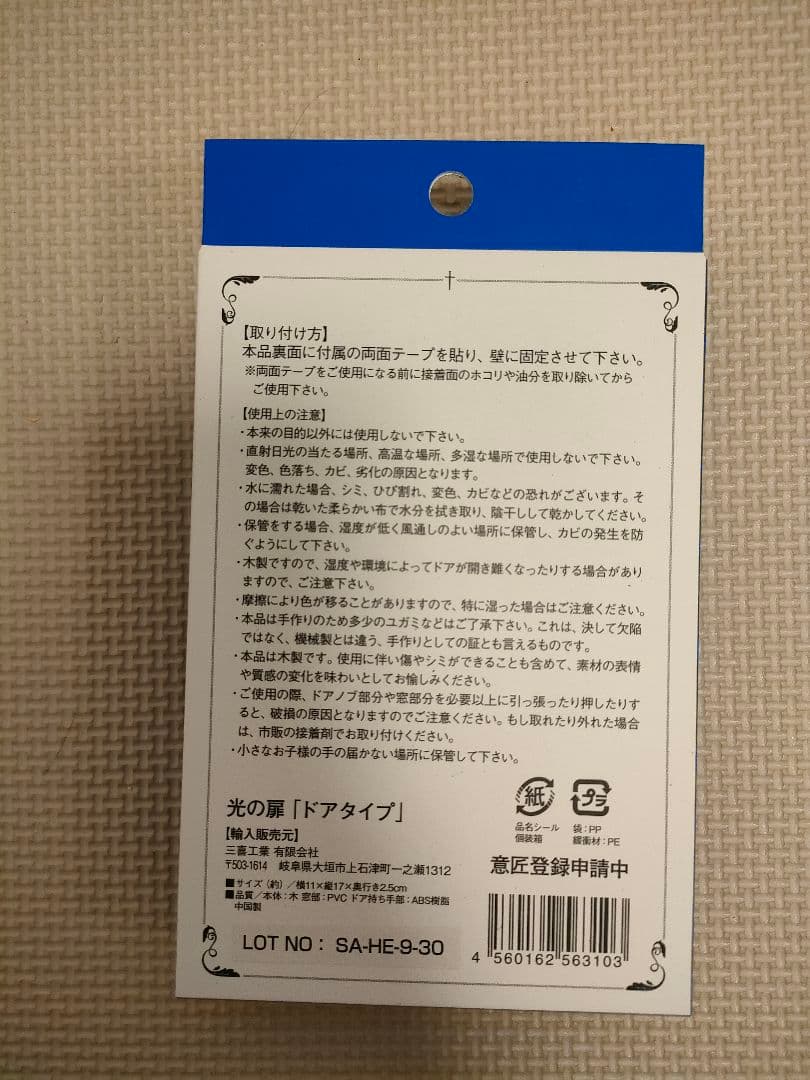 【取り付け方】
本品裏面に付属の両面テープを貼り、壁に固定させて下さい。
※両面テープをご使用になる前に接着面のホコリや油分を取り除いてから
ご使用下さい。
【使用上の注意】
・本来の目的以外には使用しないで下さい。
・直射日光の当たる場所、高温な場所、多湿な場所で使用しないで下さい。
変色、色落ち、カビ、劣化の原因となります。
・水に濡れた場合、シミ、ひび割れ、変色、カビなどの恐れがございます。そ
の場合は乾いた柔らかい布で水分を拭き取り、陰干しして乾かしてください。
・保管をする場合、湿度が低く風通しのよい場所に保管し、カビの発生を防
ぐようにして下さい。
・木製ですので、湿度や環境によってドアが開き難くなったりする場合があり
ますので、ご注意下さい。
・摩擦により色が移ることがありますので、特に湿った場合はご注意ください。
・本品は手作りのため多少のユガミなどはご了承下さい。これは、決して欠陥
ではなく、機械製とは違う、手作りとしての証とも言えるものです。
・本品は木製です。使用に伴い傷やシミができることも含めて、素材の表情
や質感の変化を味わいとしてお愉しみください。
・ご使用の際、ドアノブ部分や窓部分を必要以上に引っ張ったり押したりす
ると、破損の原因となりますのでご注意ください。もし取れたり外れた場合
は、市販の接着剤でお取り付けください。
・小さなお子様の手の届かない場所に保管して下さい。
光の扉「ドアタイプ」
【輸入販売元】
三喜工業 有限会社
〒503-1614 岐阜県大垣市上石津町一之瀬1312
■サイズ(約)/横11×縦17×奥行き2.5cm
■品質/本体:木 窓部:PVC ドア持ち手部:ABS樹脂
中国製
LOT NO : SA-HE-9-30
紙
プラ
品名シール
個装箱
袋:PP
緩衝材:PE
意匠登録申請中
4 560162 563103